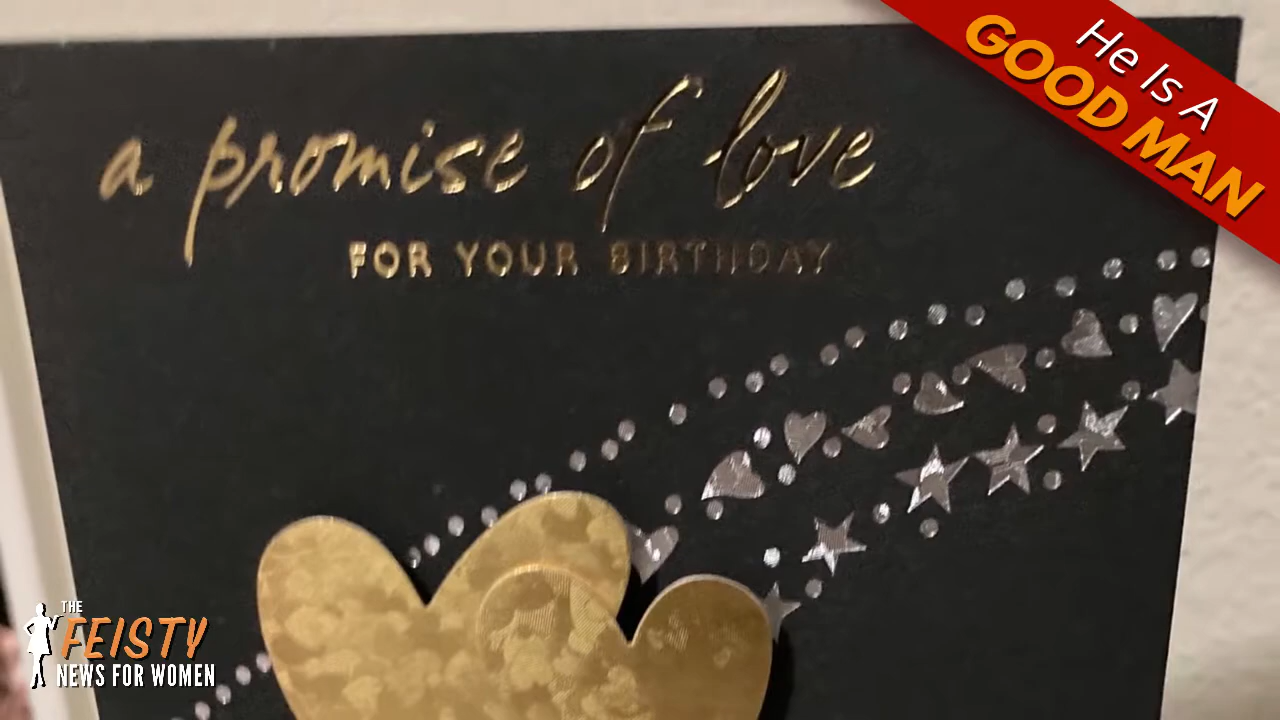 a promise of love
FOR YOUR BIRTHDAY
He Is A
GOOD MAN
THE
FEISTY
NEWS FOR WOMEN